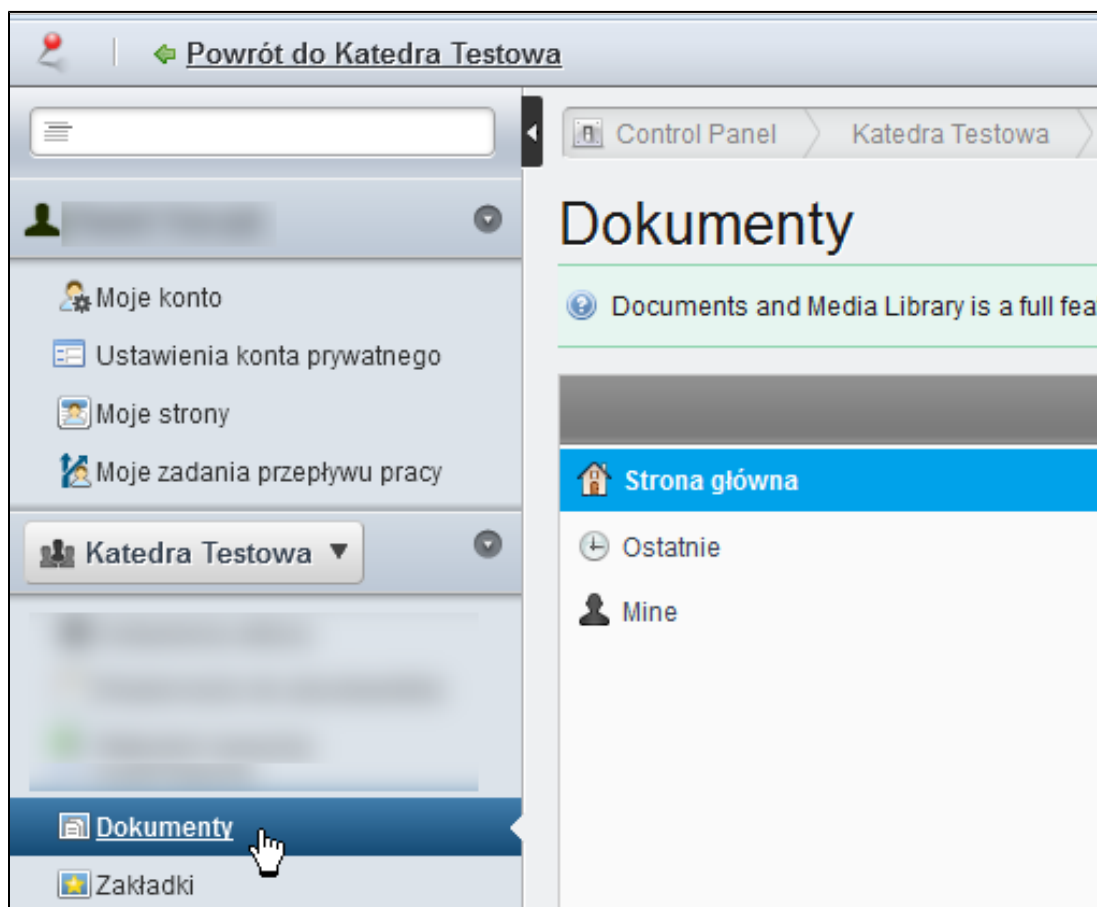 Powrót do Katedra Testowa
Control Panel
Katedra Testowa
Dokumenty
Documents and Media Library is a full fea
Moje konto
Ustawienia konta prywatnego
Moje strony
Moje zadania przepływu pracy
Katedra Testowa
Strona główna
Ostatnie
Mine
Dokumenty
Zakładki